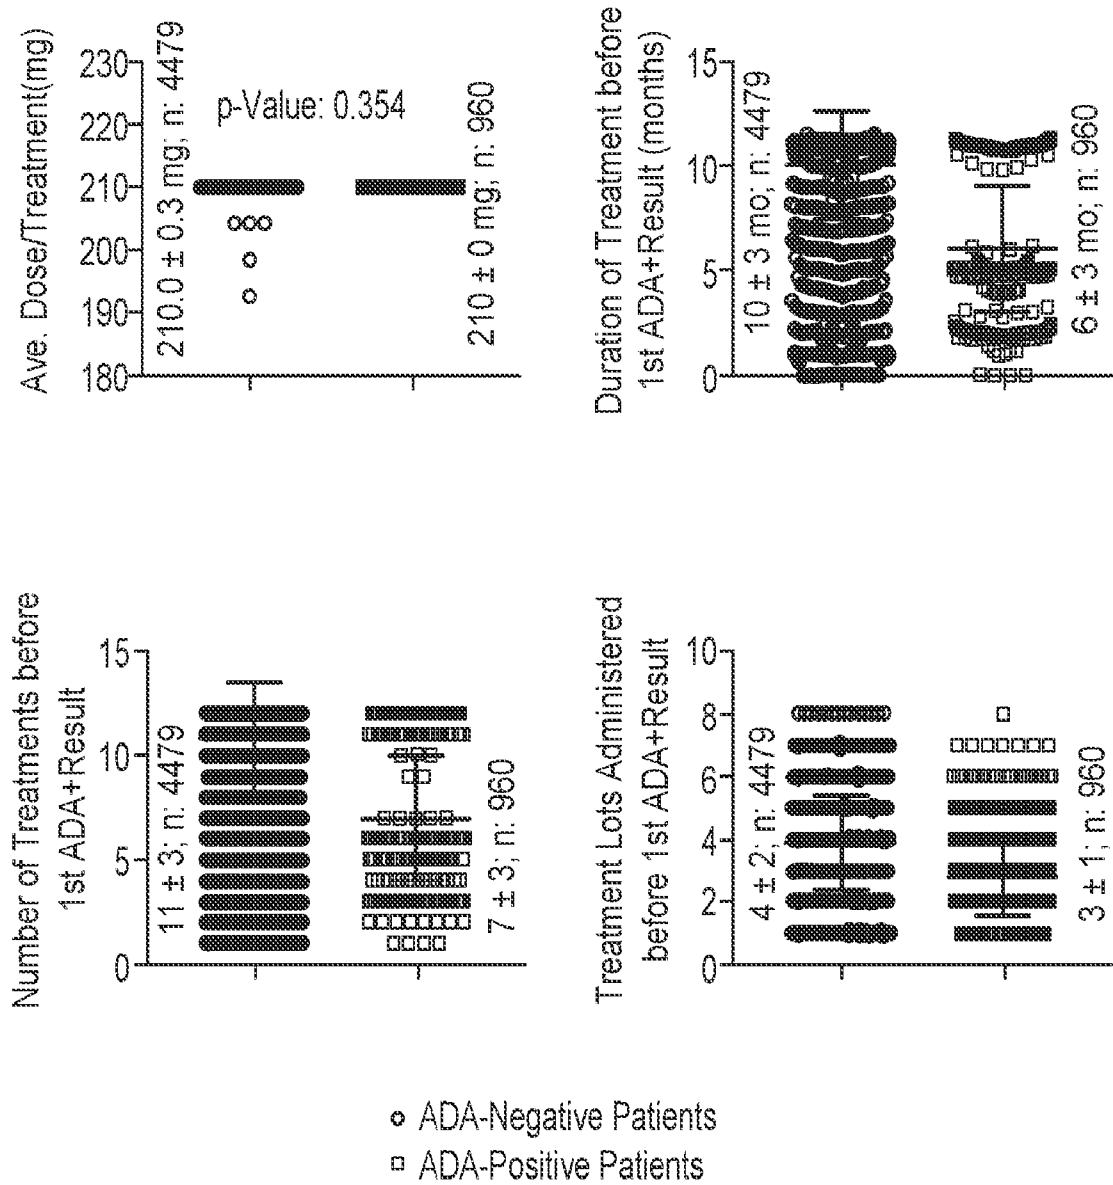 Ave. Dose/Treatment(mg)
230
220
210
200
190
180
210.0 ± 0.3 mg; n: 4479
p-Value: 0.354
210 ± 0 mg; n: 960
Duration of Treatment before
1st ADA+Result (months)
15
10
5
0
10 ± 3 mo; n: 4479
6 ± 3 mo; n: 960
Number of Treatments before
1st ADA+Result
15
10
5
0
11 ± 3; n: 4479
7 ± 3; n: 960
Treatment Lots Administered
before 1st ADA+Result
10
8
6
4
2
0
4 ± 2; n: 4479
3 ± 1; n: 960
ADA-Negative Patients
ADA-Positive Patients